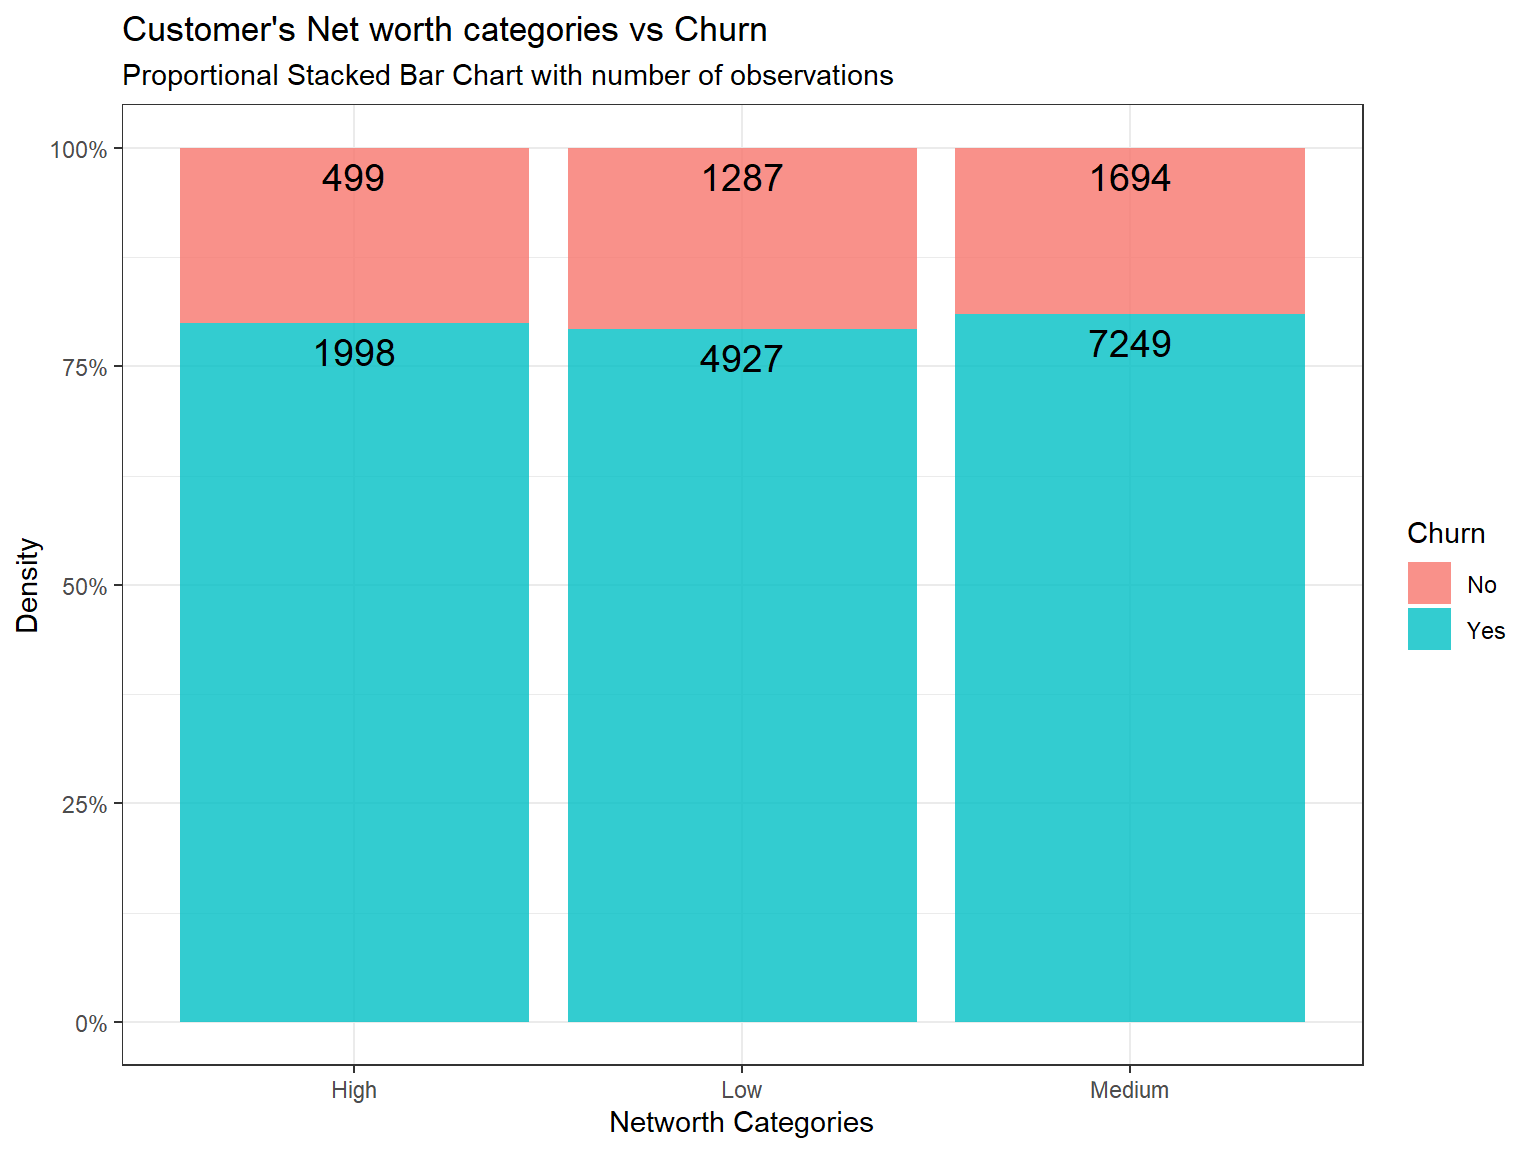 Customer's Net worth categories vs Churn
Proportional Stacked Bar Chart with number of observations
100%
75%
50%
25%
0%
Density
499
1287
1694
1998
4927
7249
High
Low
Medium
Networth Categories
Churn
No
Yes